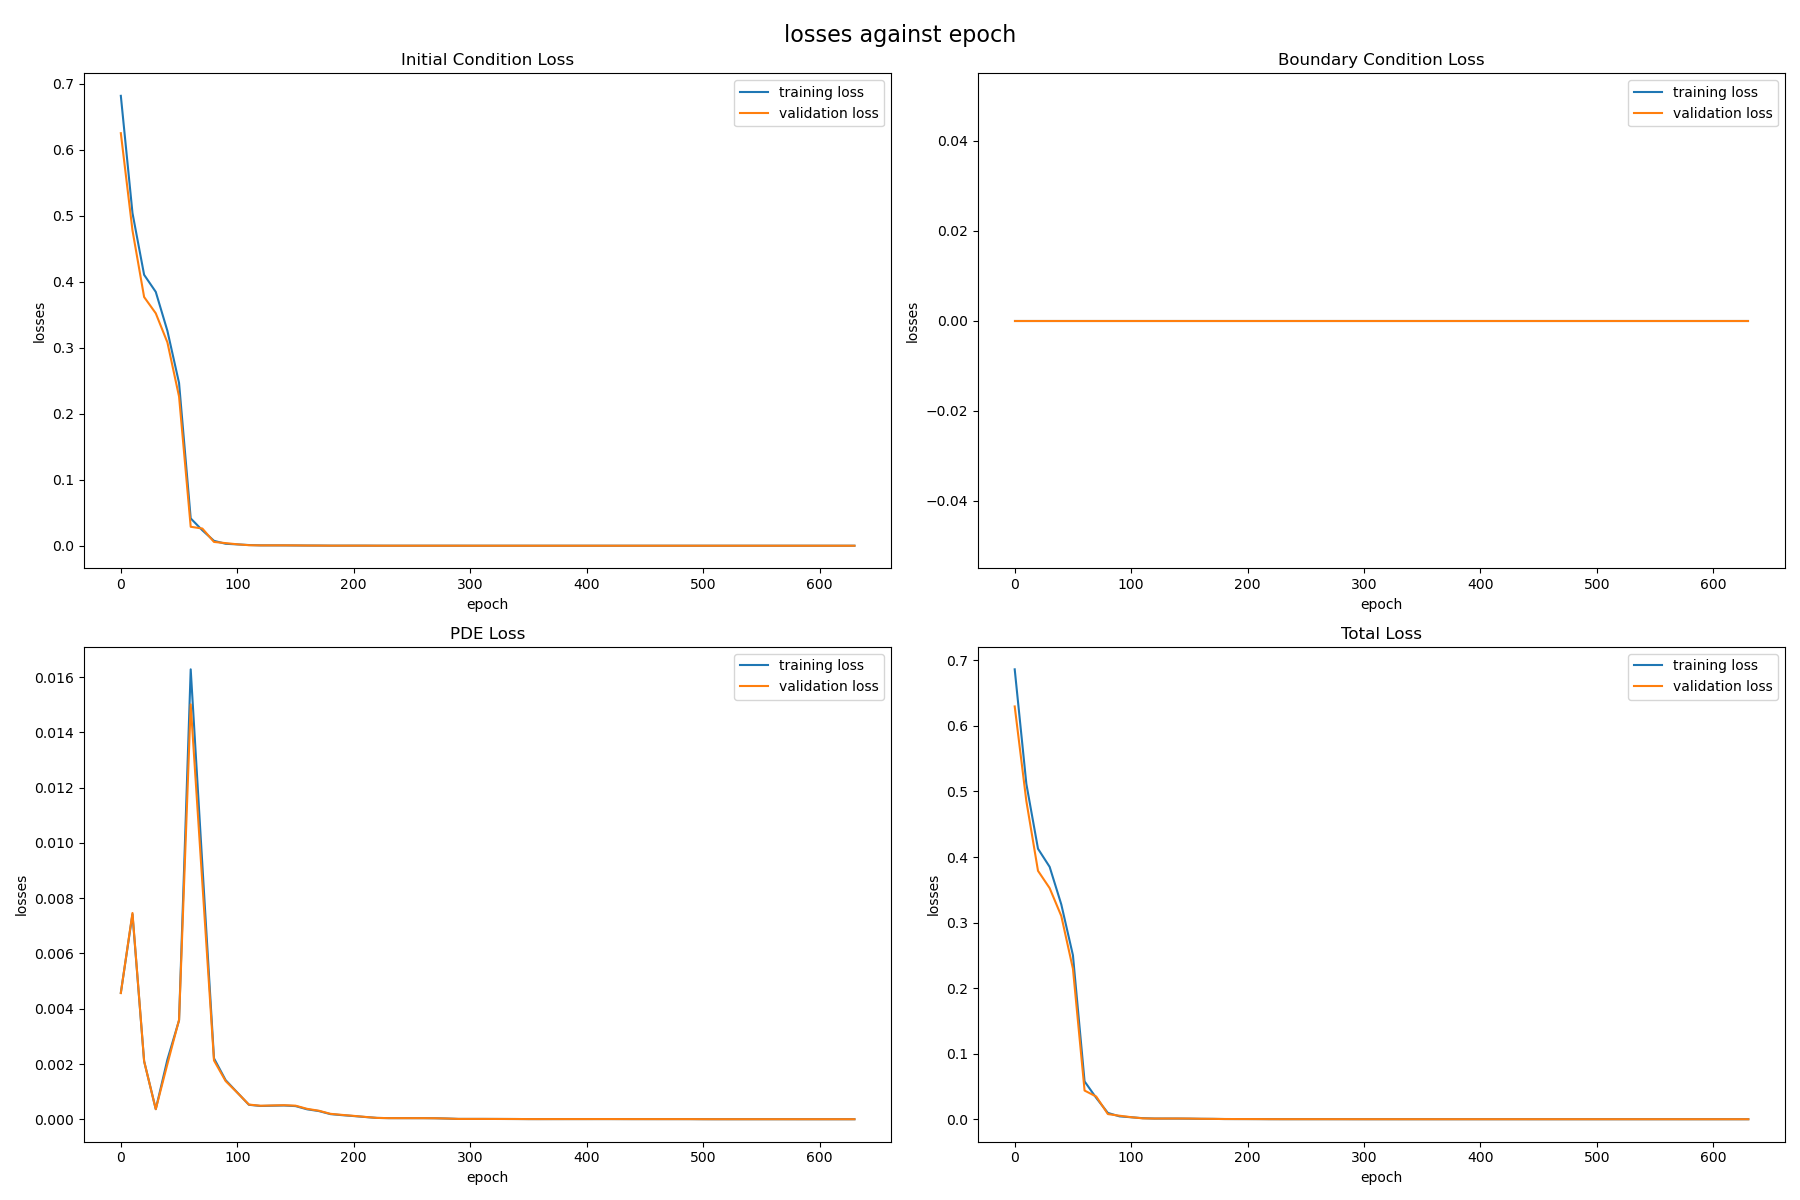 losses against epoch
Initial Condition Loss
0.7
0.6
0.5
0.4
0.3
0.2
0.1
0.0
losses
0 100 200 300 400 500 600
epoch
training loss
validation loss
Boundary Condition Loss
0.04
0.02
0.00
−0.02
−0.04
losses
0 100 200 300 400 500 600
epoch
training loss
validation loss
PDE Loss
0.016
0.014
0.012
0.010
0.008
0.006
0.004
0.002
0.000
losses
0 100 200 300 400 500 600
epoch
training loss
validation loss
Total Loss
0.7
0.6
0.5
0.4
0.3
0.2
0.1
0.0
losses
0 100 200 300 400 500 600
epoch
training loss
validation loss